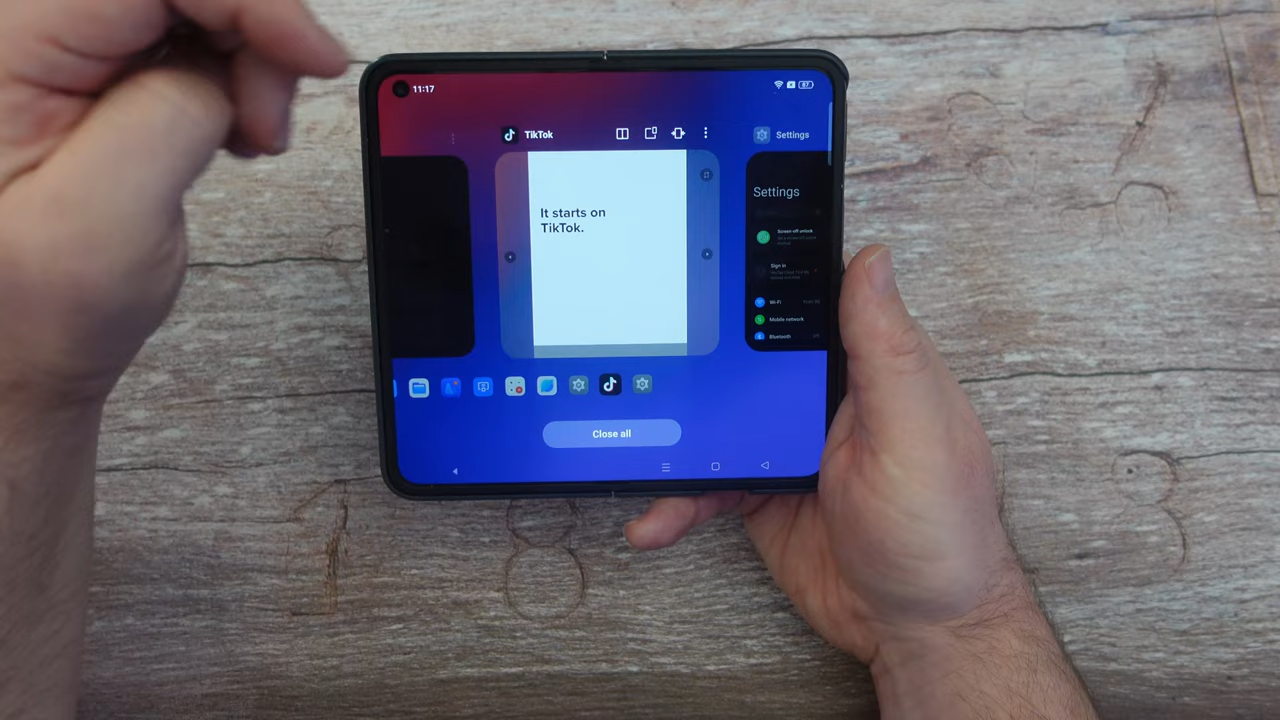 11:17
87
TikTok
Settings
It starts on
TikTok.
Settings
Screen-off unlock
Sign in
Wi-Fi
Mobile network
Bluetooth
Close all